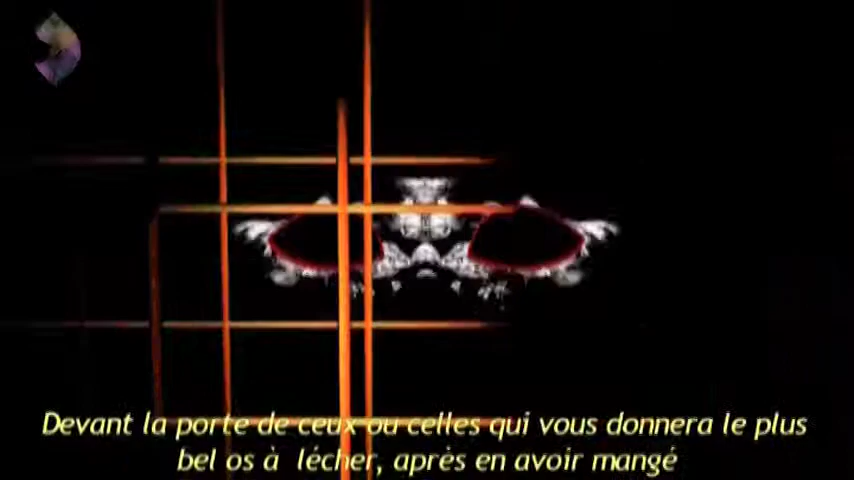 Devant la porte de ceux ou celles qui vous donnera le plus
bel os à lécher, après en avoir mangé